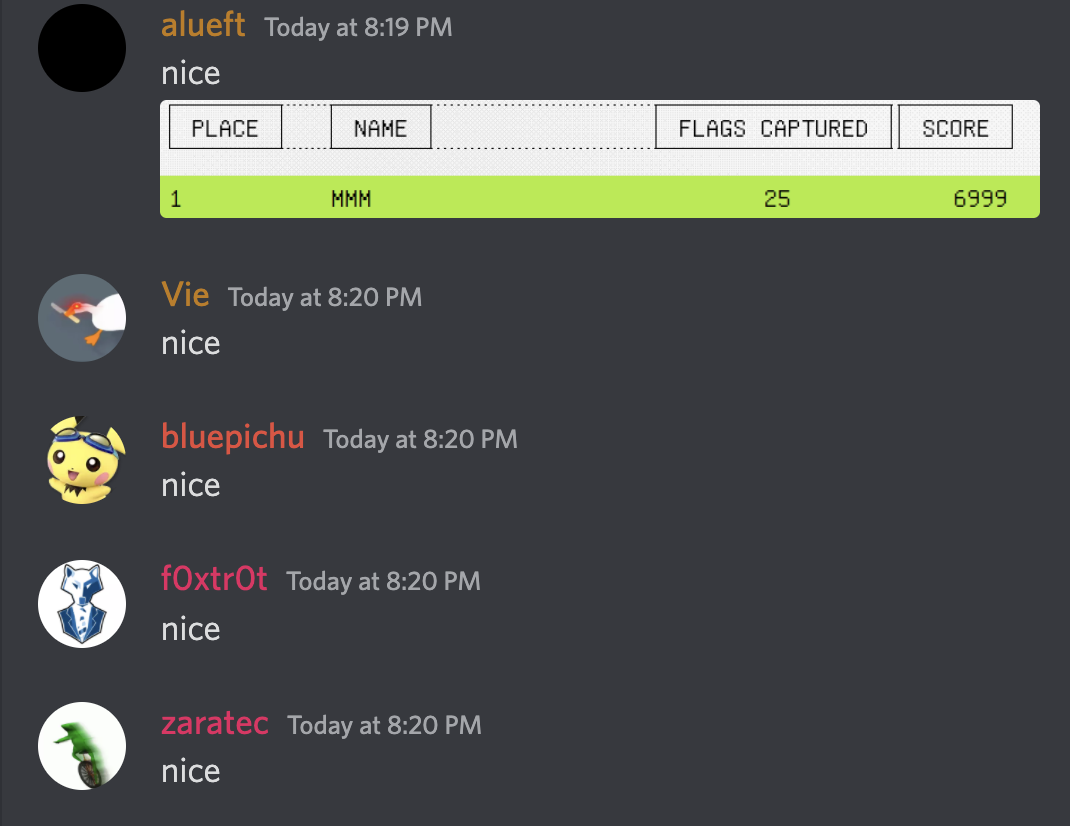 alueft Today at 8:19 PM
nice
PLACE NAME FLAGS CAPTURED SCORE
1 MMM 25 6999
Vie Today at 8:20 PM
nice
bluepichu Today at 8:20 PM
nice
f0xtr0t Today at 8:20 PM
nice
zaratec Today at 8:20 PM
nice